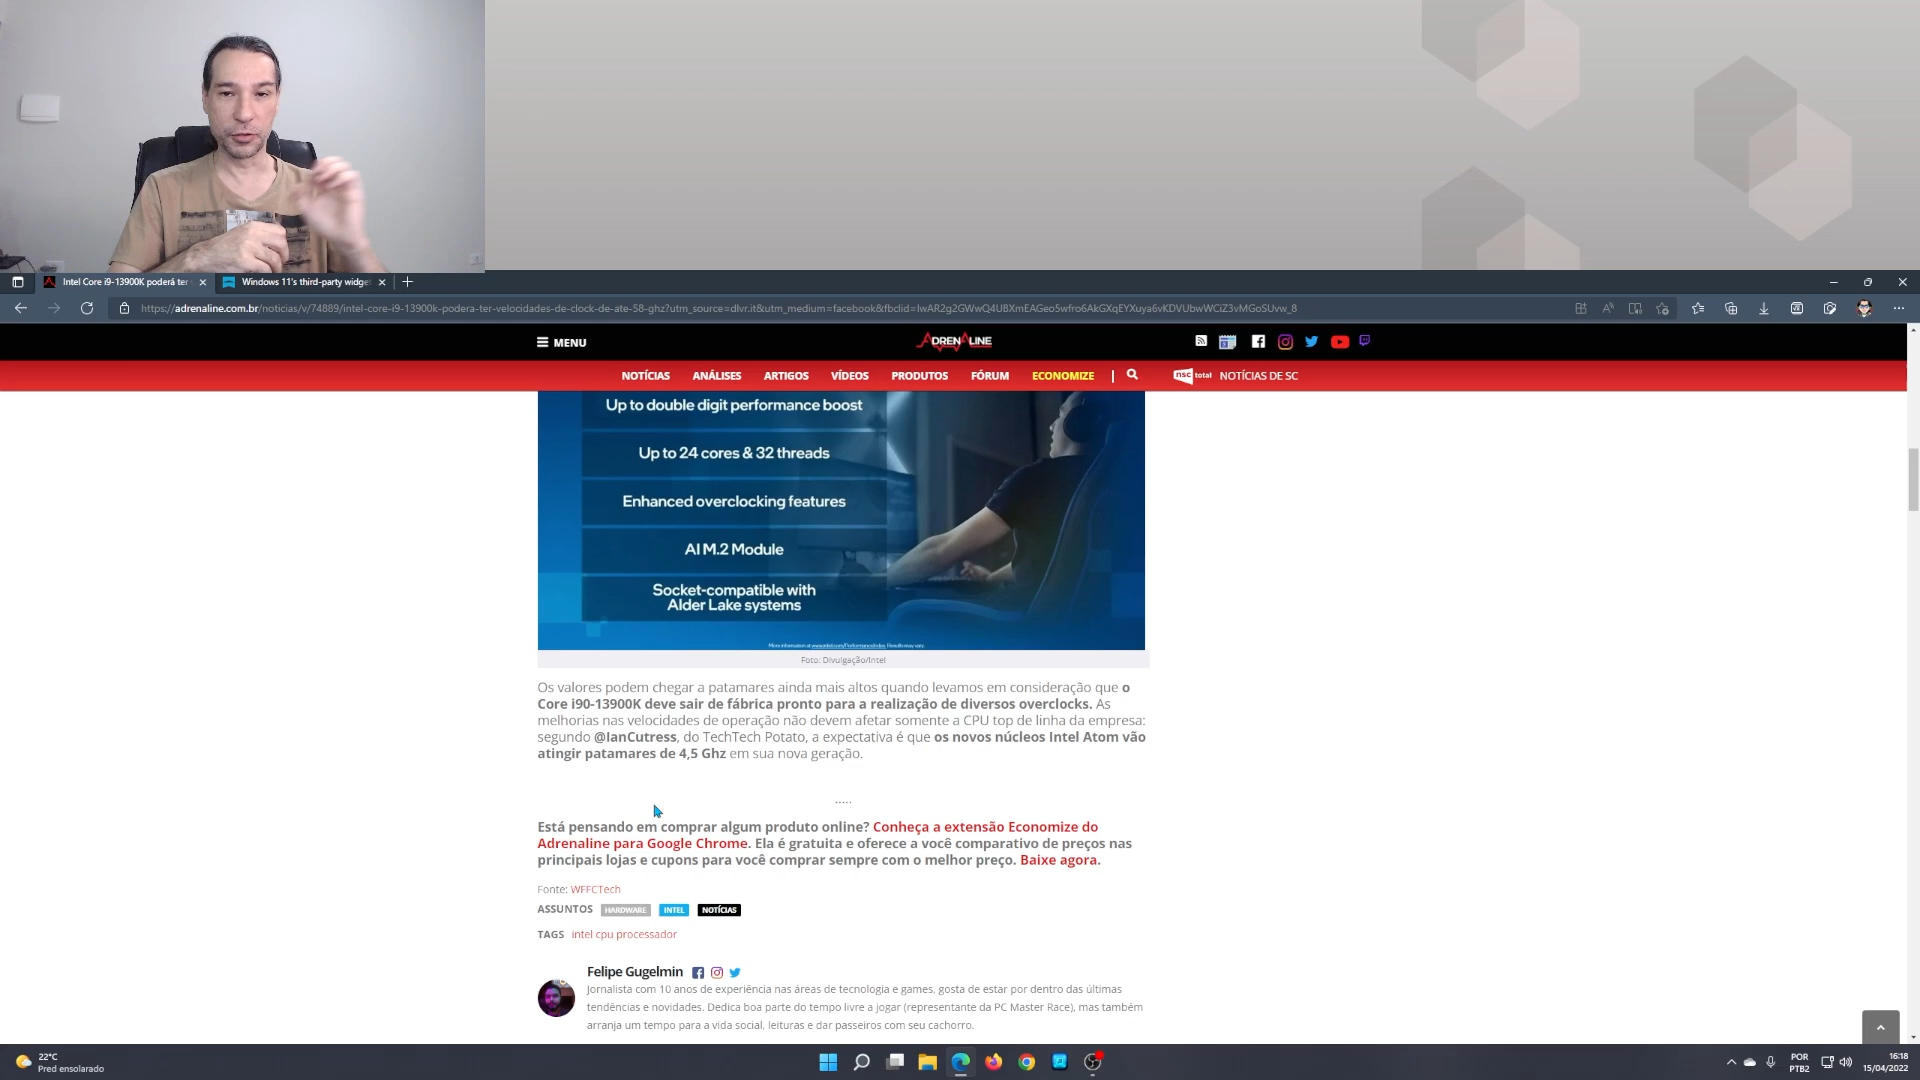 Intel Core i9-13900K poderá ter
Windows 11's third-party widge
https://adrenaline.com.br/noticias/v/74889/intel-core-i9-13900k-podera-ter-velocidades-de-clock-de-ate-58-ghz?utm_source=dlvr.it&utm_medium=facebook&fbclid=IwAR2g2GWwQ4UBXmEAGeo5wfro6AkGXqEYXuya6vKDVUbwWCiZ3vMGoSUvw_8
MENU
ADRENALINE
NOTÍCIAS ANÁLISES ARTIGOS VÍDEOS PRODUTOS FÓRUM ECONOMIZE | nsc total NOTÍCIAS DE SC
Up to double digit performance boost
Up to 24 cores & 32 threads
Enhanced overclocking features
AI M.2 Module
Socket-compatible with
Alder Lake systems
More information at www.intel.com/PerformanceIndex. Results may vary.
Foto: Divulgação/Intel
Os valores podem chegar a patamares ainda mais altos quando levamos em consideração que o
Core i90-13900K deve sair de fábrica pronto para a realização de diversos overclocks. As
melhorias nas velocidades de operação não devem afetar somente a CPU top de linha da empresa:
segundo @IanCutress, do TechTech Potato, a expectativa é que os novos núcleos Intel Atom vão
atingir patamares de 4,5 Ghz em sua nova geração.
.....
Está pensando em comprar algum produto online? Conheça a extensão Economize do
Adrenaline para Google Chrome. Ela é gratuita e oferece a você comparativo de preços nas
principais lojas e cupons para você comprar sempre com o melhor preço. Baixe agora.
Fonte: WFFCTech
ASSUNTOS HARDWARE INTEL NOTÍCIAS
TAGS intel cpu processador
Felipe Gugelmin
Jornalista com 10 anos de experiência nas áreas de tecnologia e games, gosta de estar por dentro das últimas
tendências e novidades. Dedica boa parte do tempo livre a jogar (representante da PC Master Race), mas também
arranja um tempo para a vida social, leituras e dar passeiros com seu cachorro.
22°C
Pred ensolarado
POR
PTB2
16:18
15/04/2022